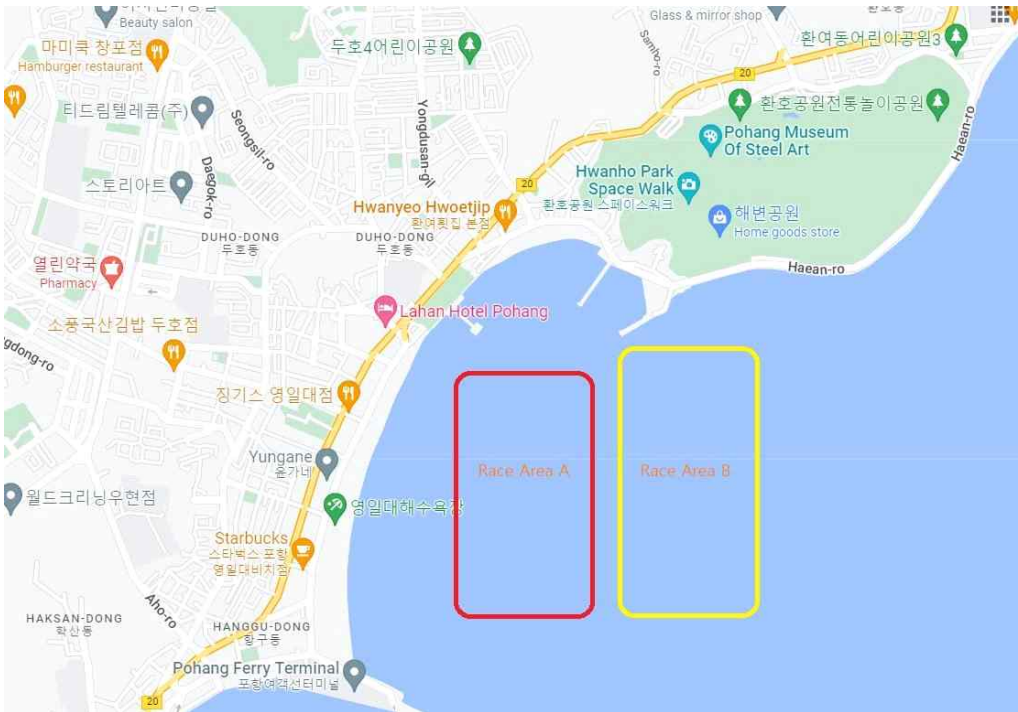 Beauty salon
Glass & mirror shop
마미쿡 창포점
Hamburger restaurant
두호4어린이공원
Samho-ro
환여동어린이공원3
20
티드림텔레콤(주)
Seongsil-ro
Yongdusan-gil
환호공원전통놀이공원
Haean-ro
Pohang Museum
Of Steel Art
스토리아트
Daegok-ro
20
Hwanho Park
Space Walk
환호공원 스페이스워크
Hwanyeo Hwoetjip
환여횟집 본점
해변공원
Home goods store
DUHO-DONG
두호동
DUHO-DONG
두호동
열린약국
Pharmacy
Haean-ro
Lahan Hotel Pohang
소풍국산김밥 두호점
gdong-ro
징기스 영일대점
Yungane
윤가네
Race Area A
Race Area B
월드크리닝우현점
영일대해수욕장
Starbucks
스타벅스 포항
영일대비치점
Aho-ro
HAKSAN-DONG
학산동
HANGGU-DONG
항구동
Pohang Ferry Terminal
포항여객선터미널
20